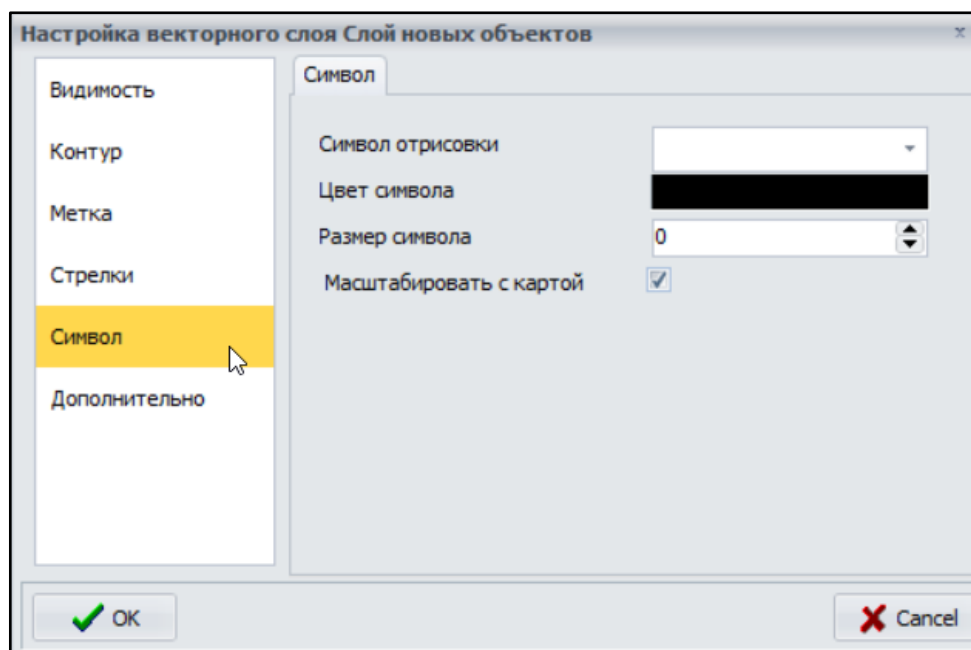 Настройка векторного слоя Слой новых объектов
Видимость
Контур
Метка
Стрелки
Символ
Дополнительно
Символ
Символ отрисовки
Цвет символа
Размер символа
0
Масштабировать с картой
OK
Cancel